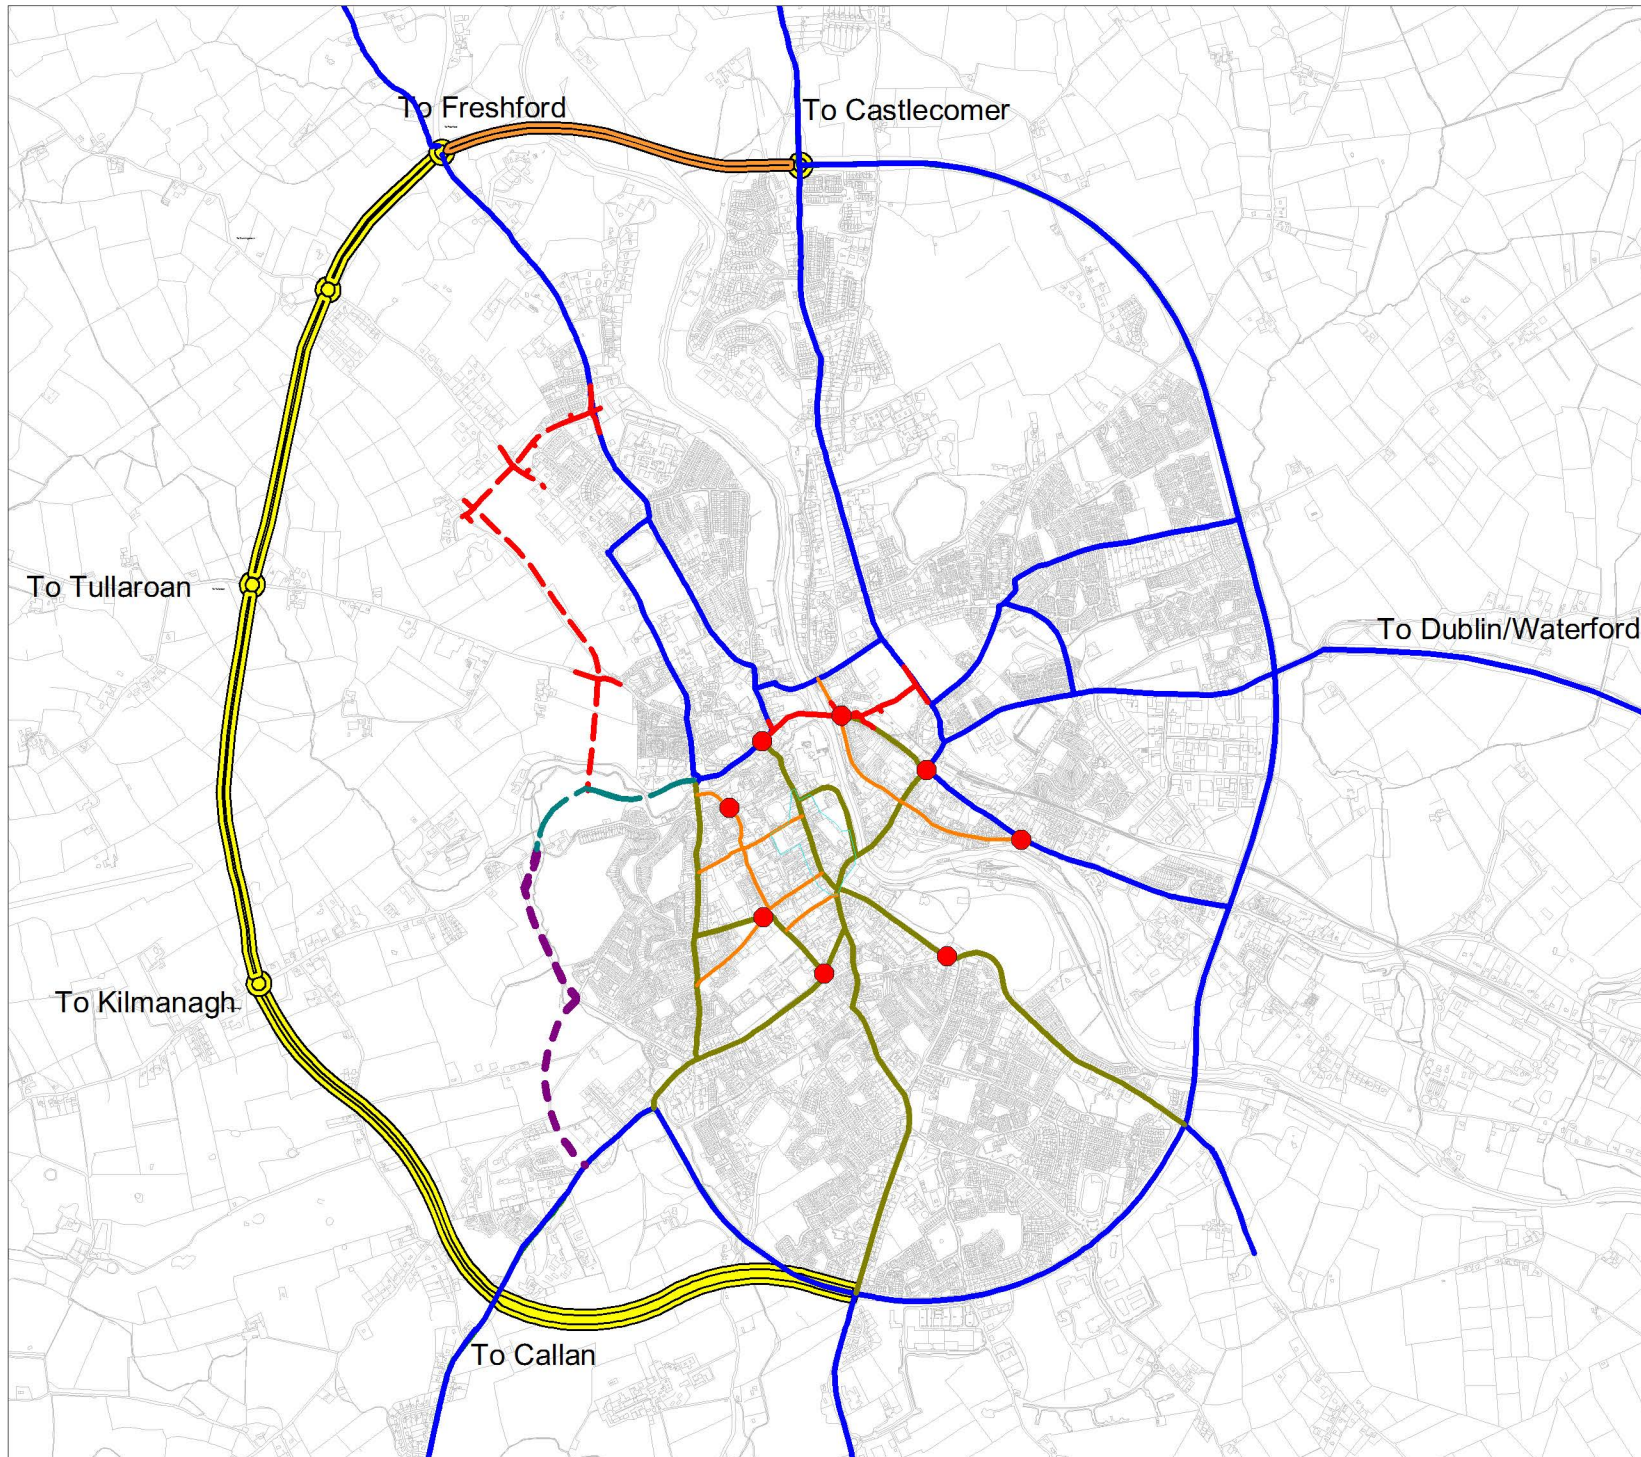 To Freshford
To Castlecomer
To Tullaroan
To Dublin/Waterford
To Kilmanagh
To Callan